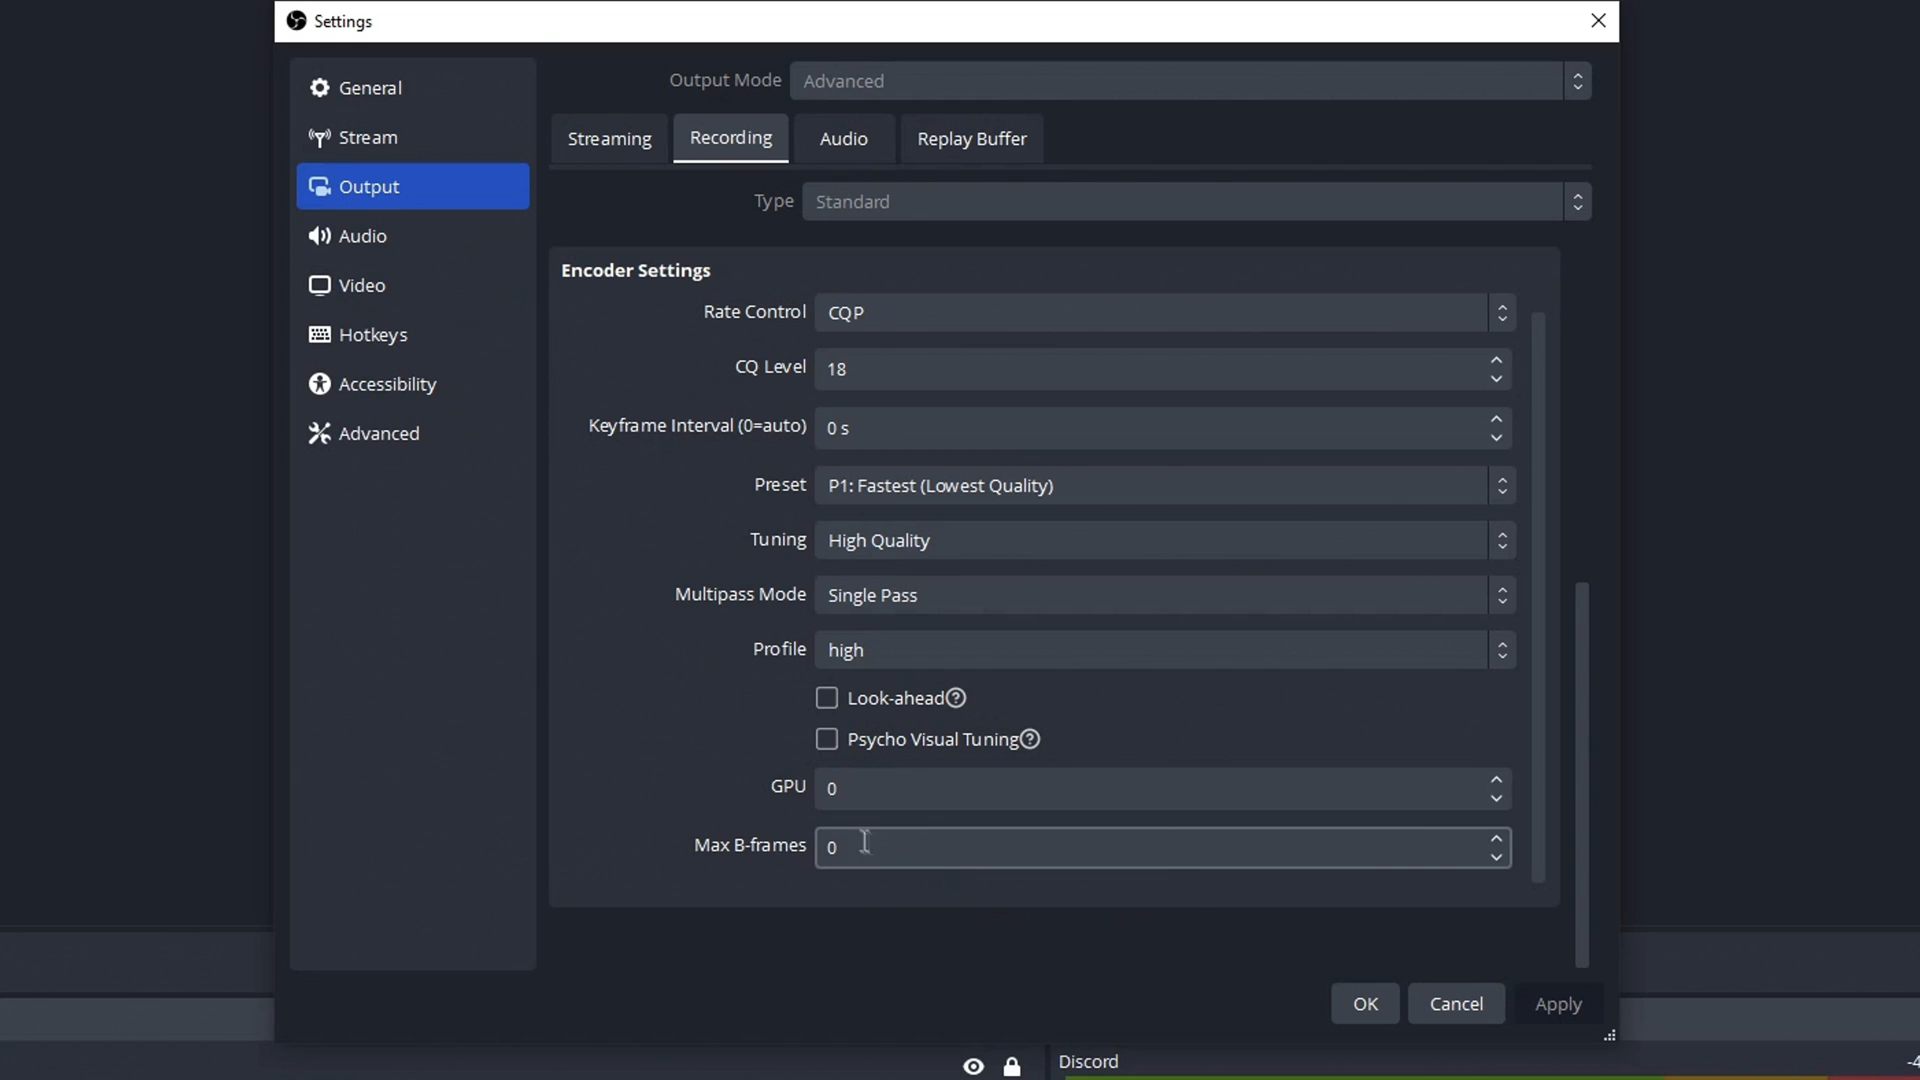 Settings
General
Stream
Output
Audio
Video
Hotkeys
Accessibility
Advanced
Output Mode Advanced
Streaming Recording Audio Replay Buffer
Type Standard
Encoder Settings
Rate Control CQP
CQ Level 18
Keyframe Interval (0=auto) 0 s
Preset P1: Fastest (Lowest Quality)
Tuning High Quality
Multipass Mode Single Pass
Profile high
Look-ahead
Psycho Visual Tuning
GPU 0
Max B-frames 0
OK Cancel Apply
Discord -4